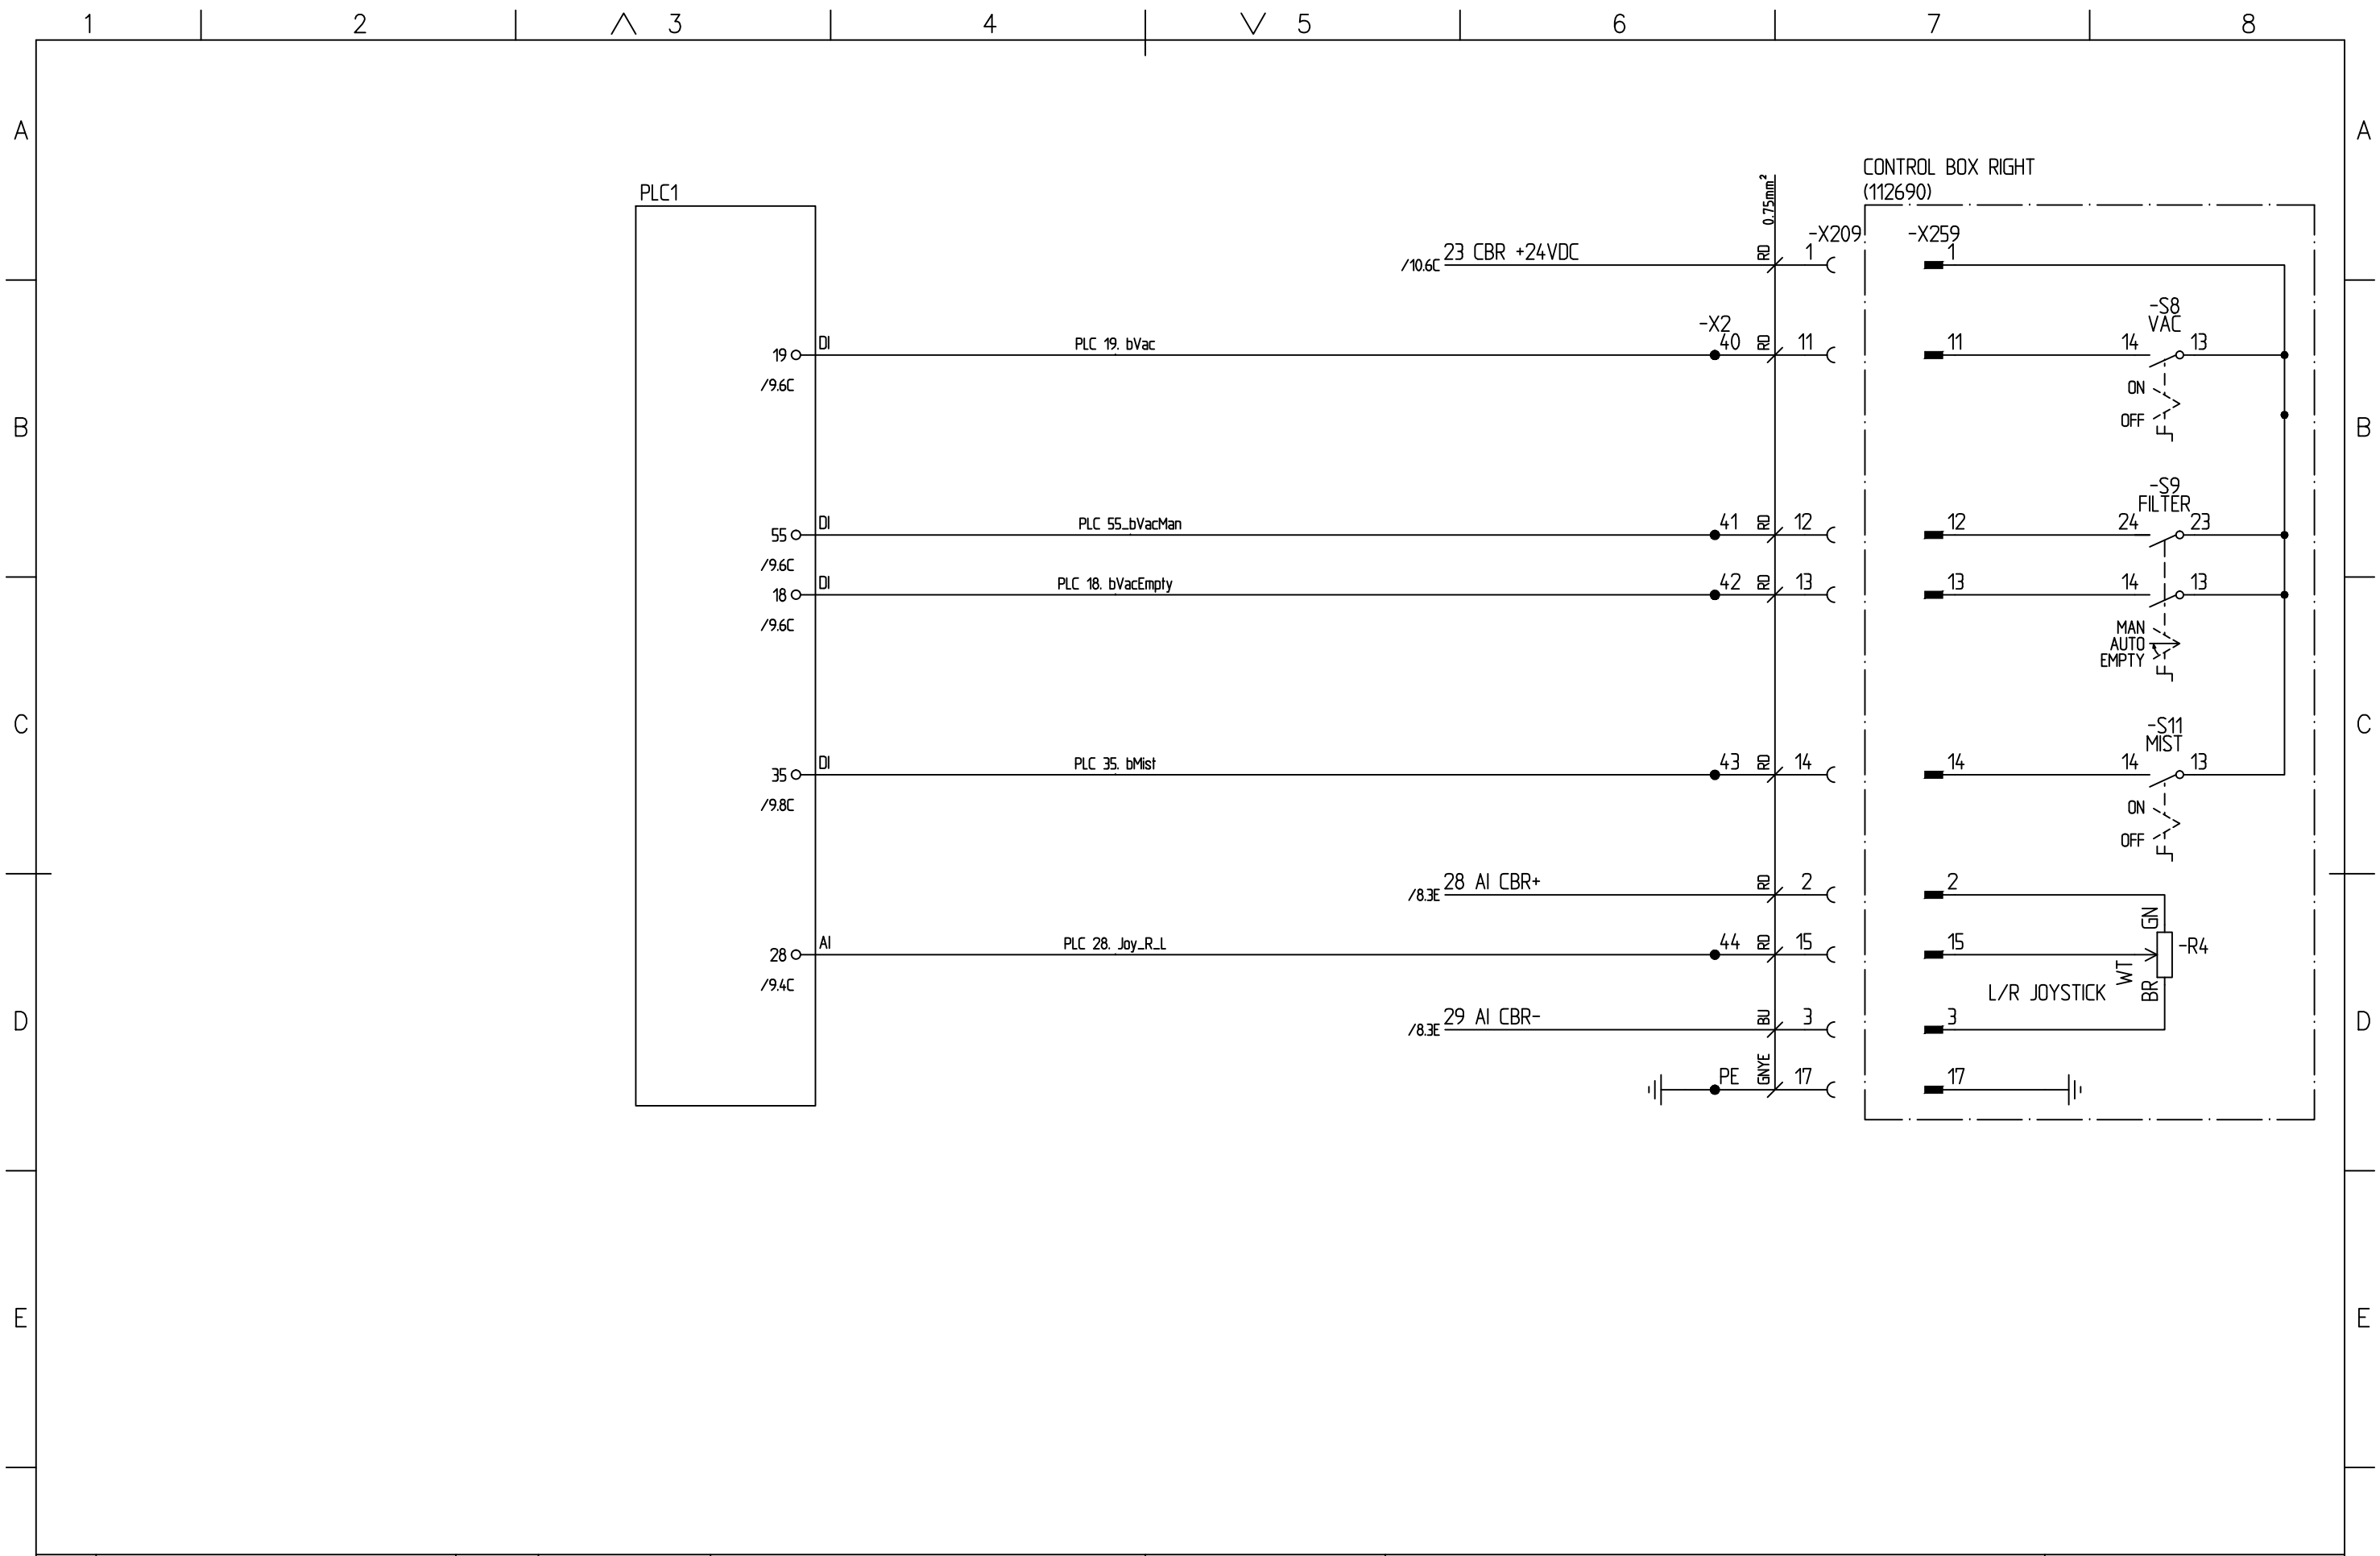 1 2 3 4 5 6 7 8
A A
CONTROL BOX RIGHT
(112690)
PLC1
0.75mm²
-X209 -X259
/10.6C 23 CBR +24VDC RD 1 1
-S8
VAC
-X2
19 DI PLC 19. bVac 40 RD 11 11 14 13
/9.6C
ON
OFF
B B
-S9
FILTER
55 DI PLC 55_bVacMan 41 RD 12 12 24 23
/9.6C
18 DI PLC 18. bVacEmpty 42 RD 13 13 14 13
/9.6C
MAN
AUTO
EMPTY
C C
-S11
MIST
35 DI PLC 35. bMist 43 RD 14 14 14 13
/9.8C
ON
OFF
/8.3E 28 AI CBR+ RD 2 2
GN
28 AI PLC 28. Joy_R_L 44 RD 15 15 -R4
/9.4C
WT
L/R JOYSTICK BR
D D
/8.3E 29 AI CBR- BU 3 3
PE GNYE 17 17
E E